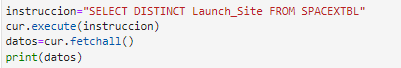 instruccion="SELECT DISTINCT Launch_Site FROM SPACEXTBL"
cur.execute(instruccion)
datos=cur.fetchall()
print(datos)